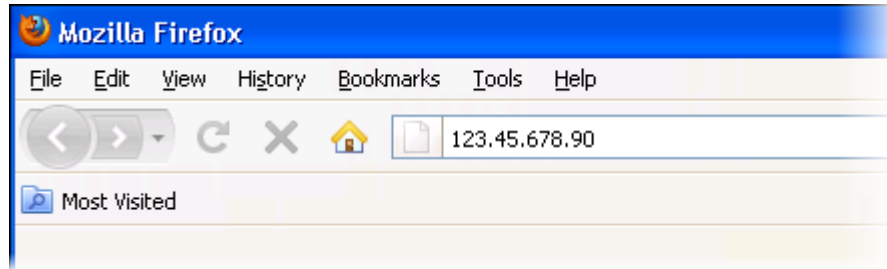 Mozilla Firefox
File Edit View History Bookmarks Tools Help
123.45.678.90
Most Visited